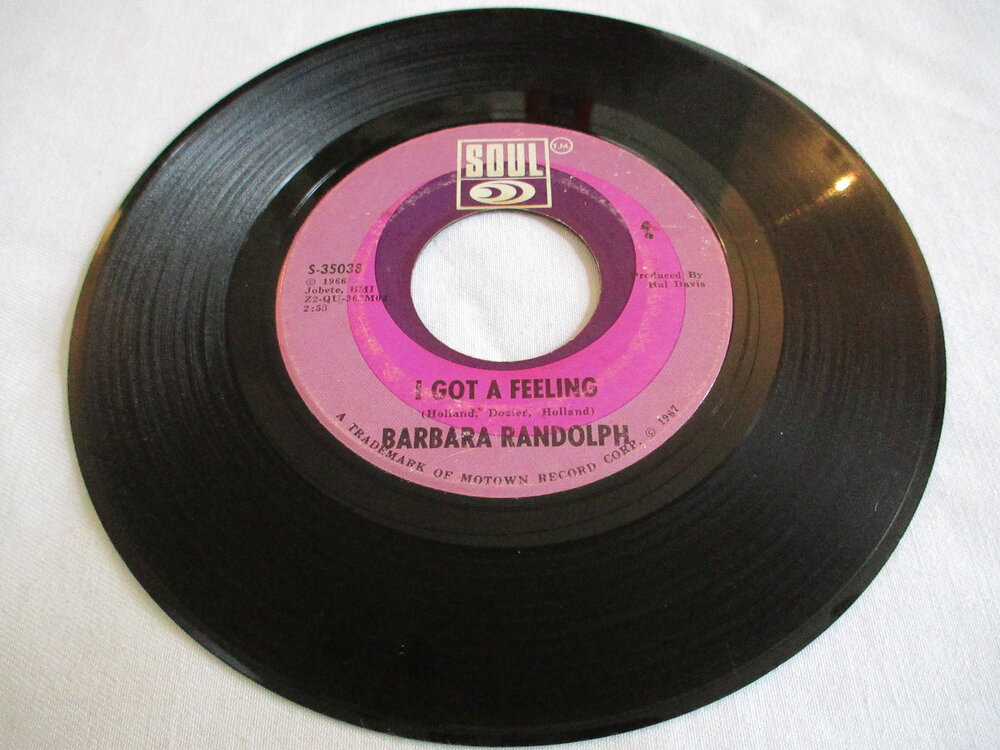 SOUL
T.M.
S-35038
© 1966
Jobete, BMI
2:58
Produced By
Hal Davis
I GOT A FEELING
(Holland, Dozier, Holland)
BARBARA RANDOLPH
A TRADEMARK OF MOTOWN RECORD CORP. © 1967